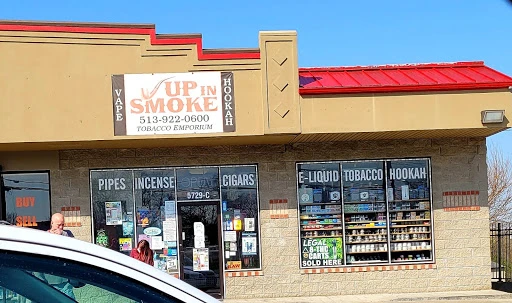 VAPE
UP IN
SMOKE
HOOKAH
513-922-0600
TOBACCO EMPORIUM
PIPES INCENSE
5729-C
CIGARS
E-LIQUID TOBACCO HOOKAH
BUY
SELL
LEGAL
CARTS
SOLD HERE